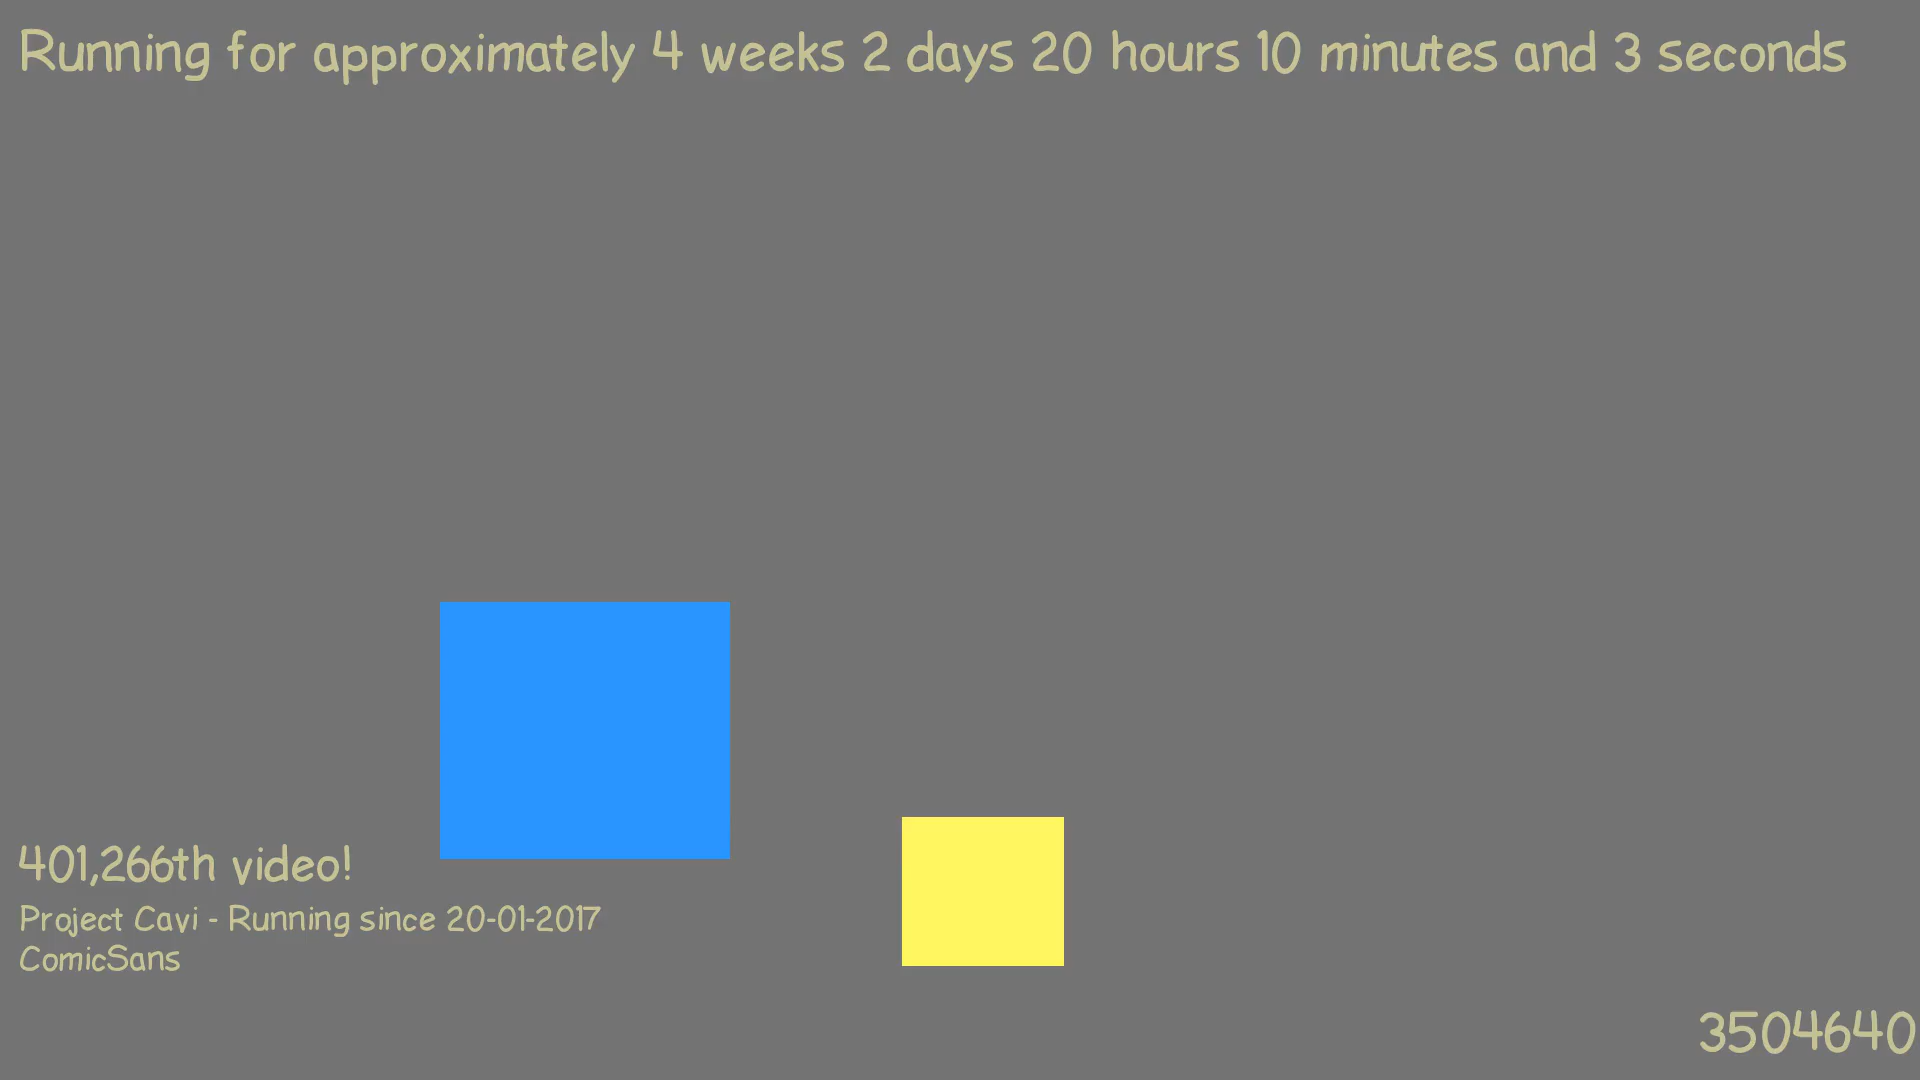 Running for approximately 4 weeks 2 days 20 hours 10 minutes and 3 seconds
401,266th video!
Project Cavi - Running since 20-01-2017
ComicSans
3504640